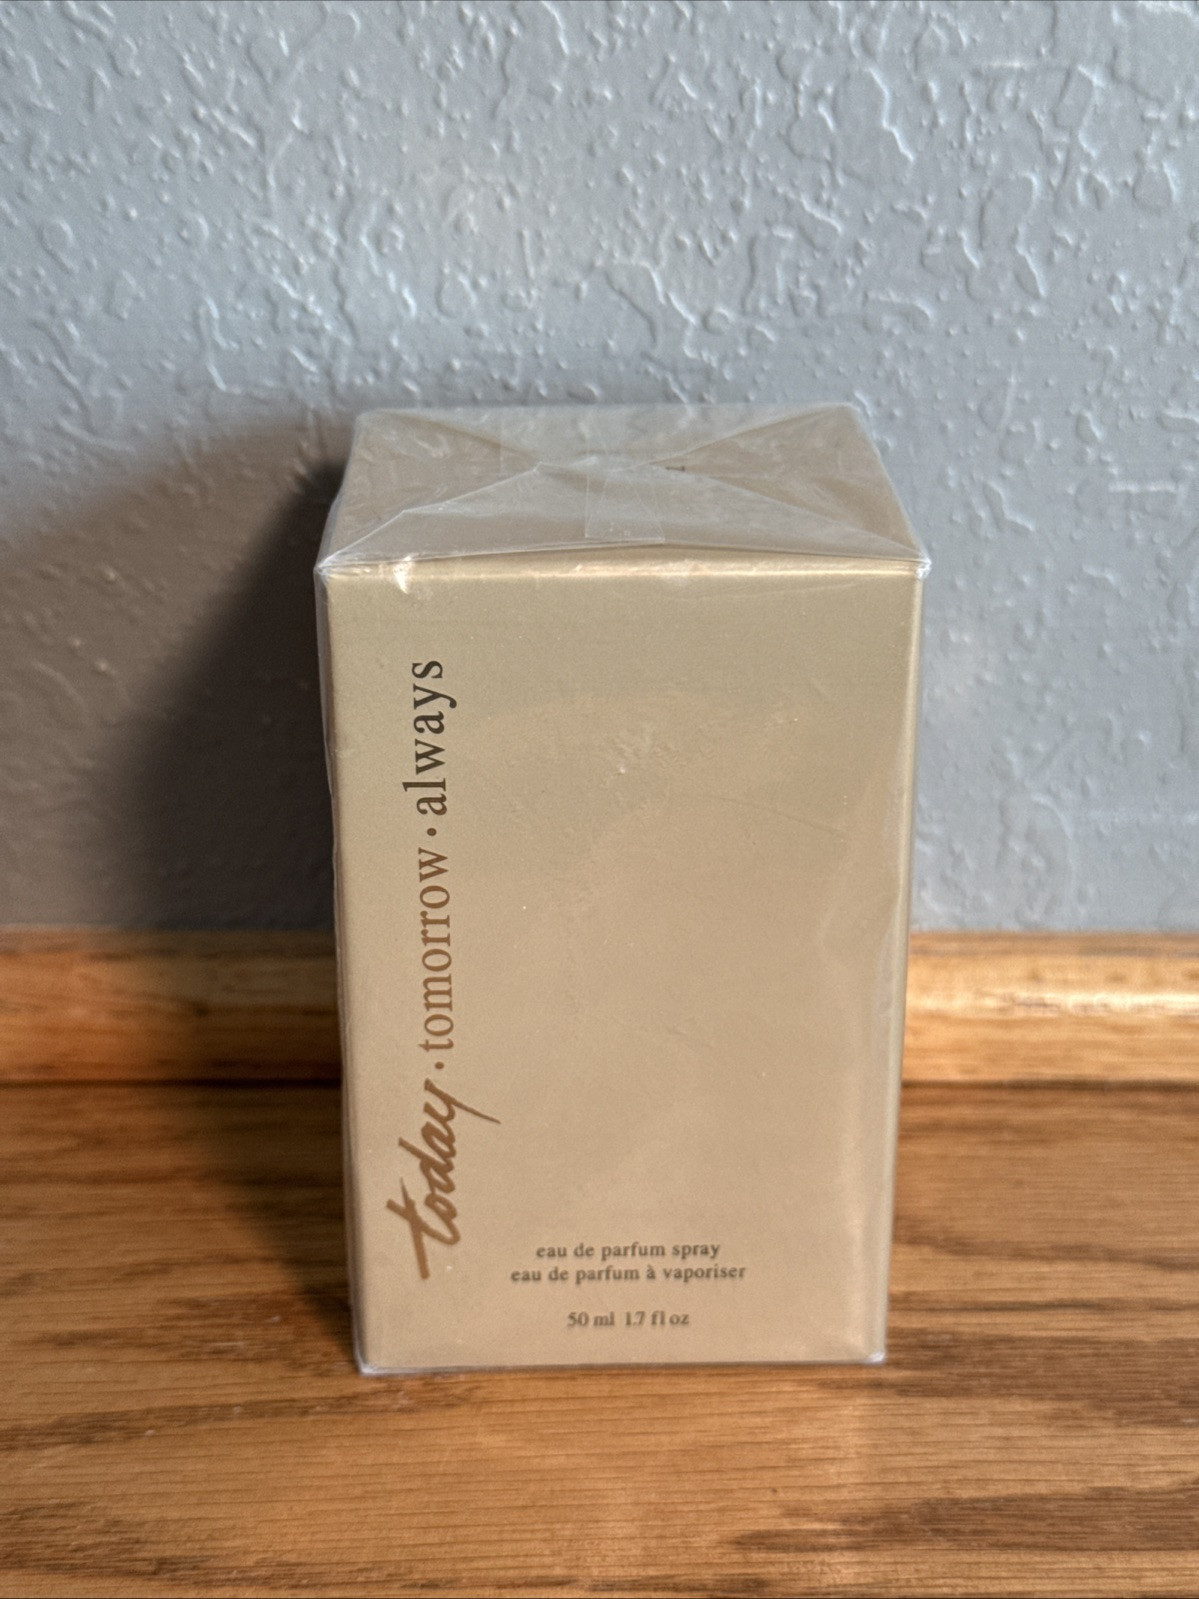 today · tomorrow · always
eau de parfum spray
eau de parfum à vaporiser
50 ml 1.7 fl oz